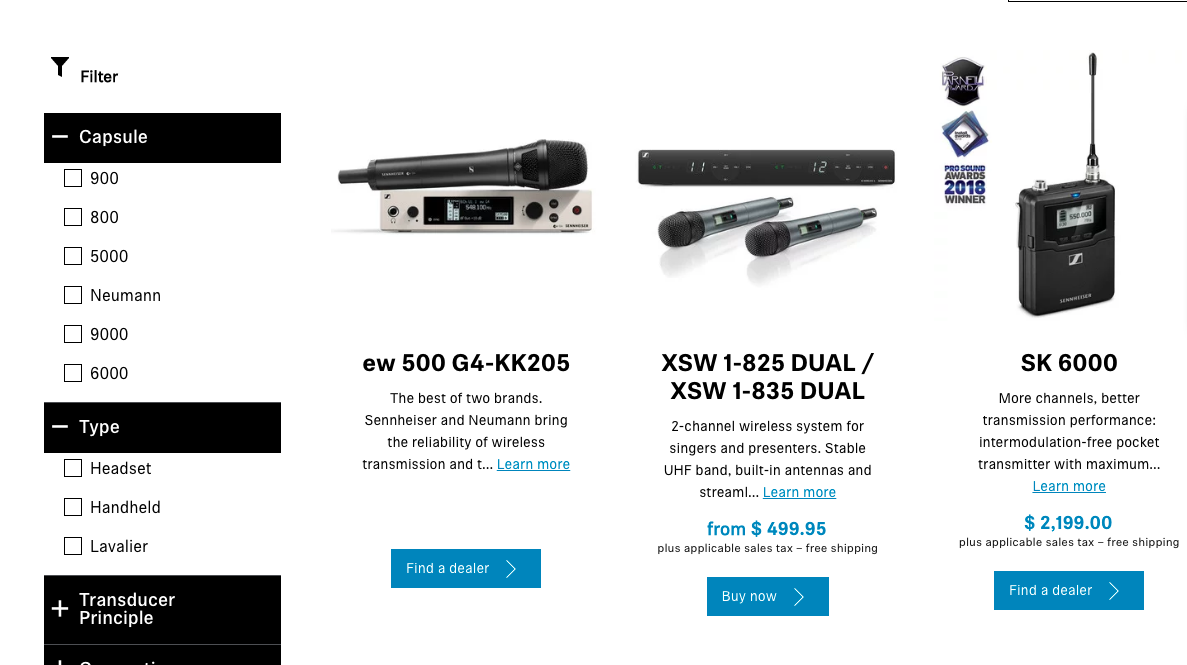 Filter
Capsule
900
800
5000
Neumann
9000
6000
Type
Headset
Handheld
Lavalier
Transducer
Principle
ew 500 G4-KK205
The best of two brands.
Sennheiser and Neumann bring
the reliability of wireless
transmission and t... Learn more
Find a dealer
11
12
XSW 1-825 DUAL /
XSW 1-835 DUAL
2-channel wireless system for
singers and presenters. Stable
UHF band, built-in antennas and
streaml... Learn more
from $ 499.95
plus applicable sales tax – free shipping
Buy now
PRO SOUND
AWARDS
2018
WINNER
550.000
SENNHEISER
SK 6000
More channels, better
transmission performance:
intermodulation-free pocket
transmitter with maximum...
Learn more
$ 2,199.00
plus applicable sales tax – free shipping
Find a dealer